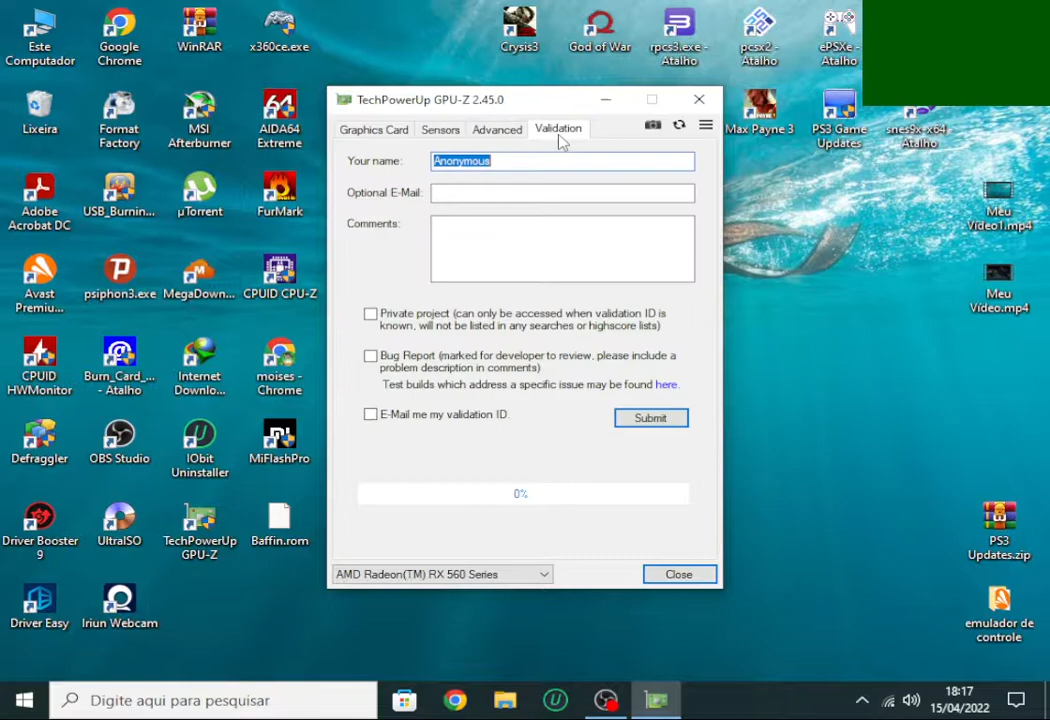 Este
Computador
Google
Chrome
WinRAR
x360ce.exe
Crysis3
God of War
rpcs3.exe -
Atalho
pcsx2 -
Atalho
ePSXe -
Atalho
Lixeira
Format
Factory
MSI
Afterburner
64
AIDA64
Extreme
Max Payne 3
PS3 Game
Updates
snes9x-x64 -
Atalho
Adobe
Acrobat DC
USB_Burnin...
µTorrent
FurMark
Meu
Vídeo1.mp4
Avast
Premiu...
psiphon3.exe
MegaDown...
CPUID CPU-Z
Meu
Vídeo.mp4
CPUID
HWMonitor
Burn_Card_...
- Atalho
Internet
Downlo...
moises -
Chrome
Defraggler
OBS Studio
IObit
Uninstaller
MiFlashPro
Driver Booster
9
UltraISO
TechPowerUp
GPU-Z
Baffin.rom
PS3
Updates.zip
Driver Easy
Iriun Webcam
emulador de
controle
TechPowerUp GPU-Z 2.45.0
Graphics Card
Sensors
Advanced
Validation
Your name:
Anonymous
Optional E-Mail:
Comments:
Private project (can only be accessed when validation ID is
known, will not be listed in any searches or highscore lists)
Bug Report (marked for developer to review, please include a
problem description in comments)
Test builds which address a specific issue may be found here.
E-Mail me my validation ID.
Submit
0%
AMD Radeon(TM) RX 560 Series
Close
Digite aqui para pesquisar
18:17
15/04/2022